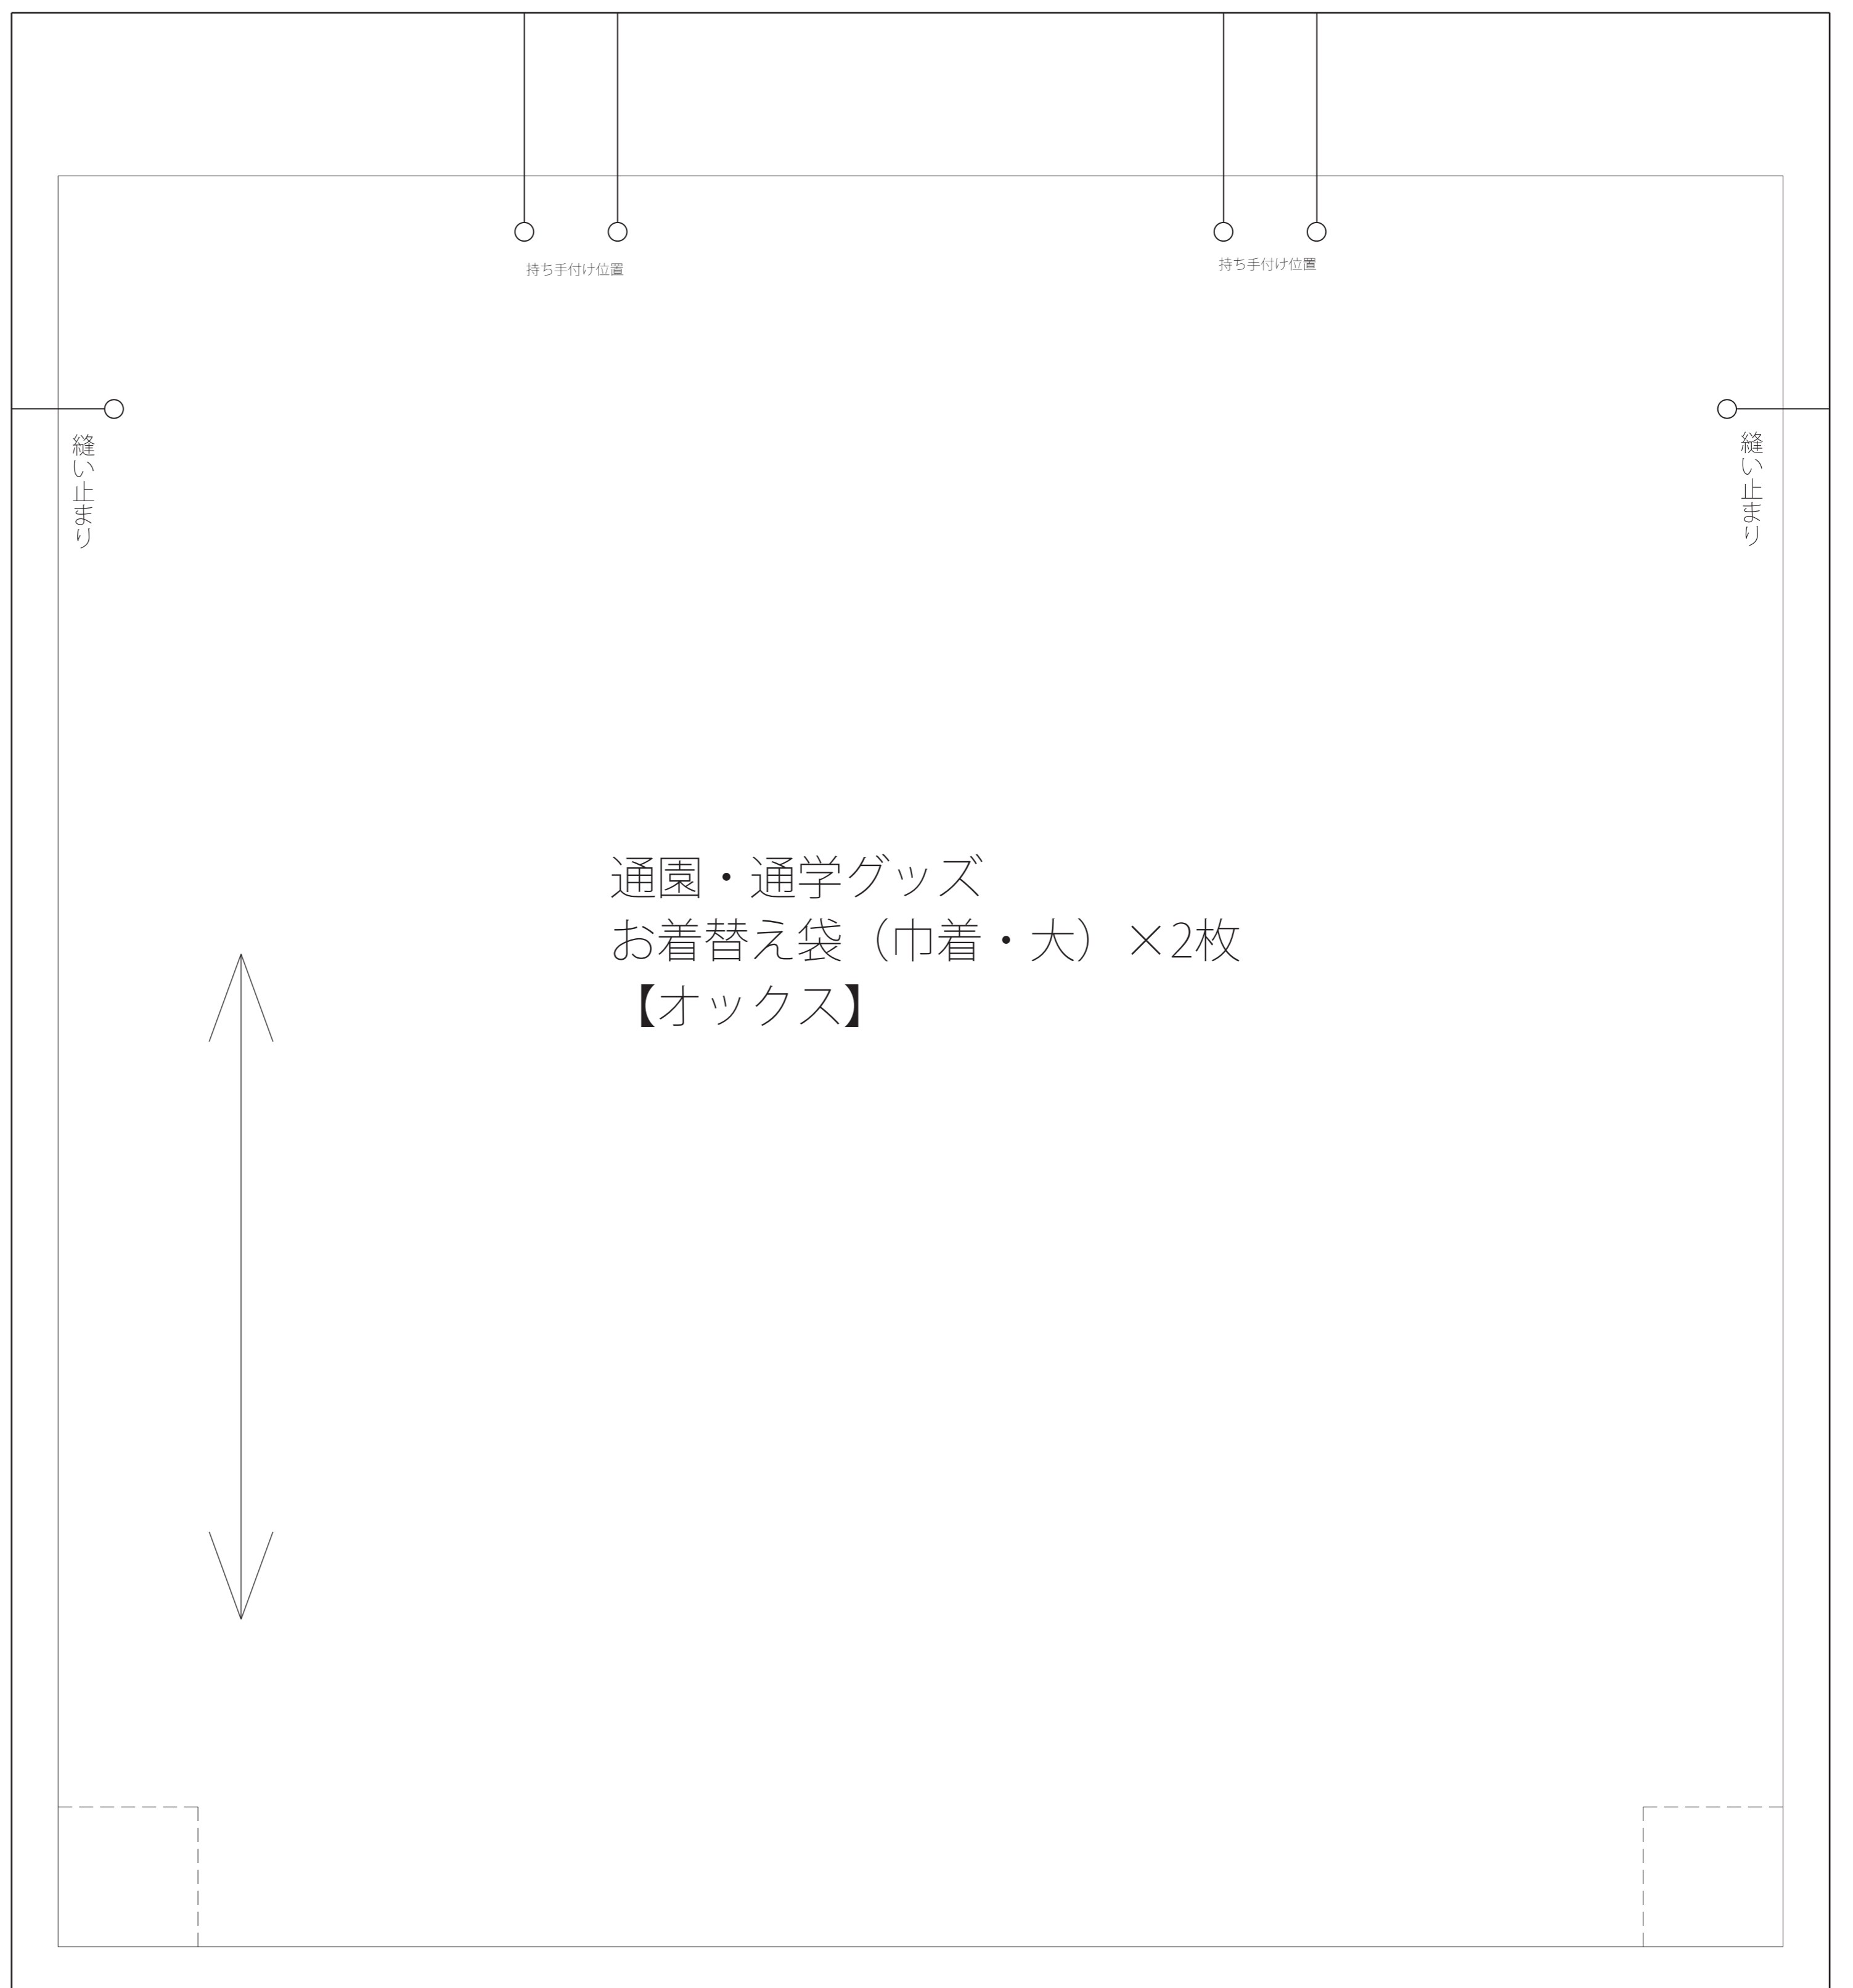 持ち手付け位置
持ち手付け位置
縫い止まり
縫い止まり
通園・通学グッズ
お着替え袋（巾着・大）×2枚
【オックス】